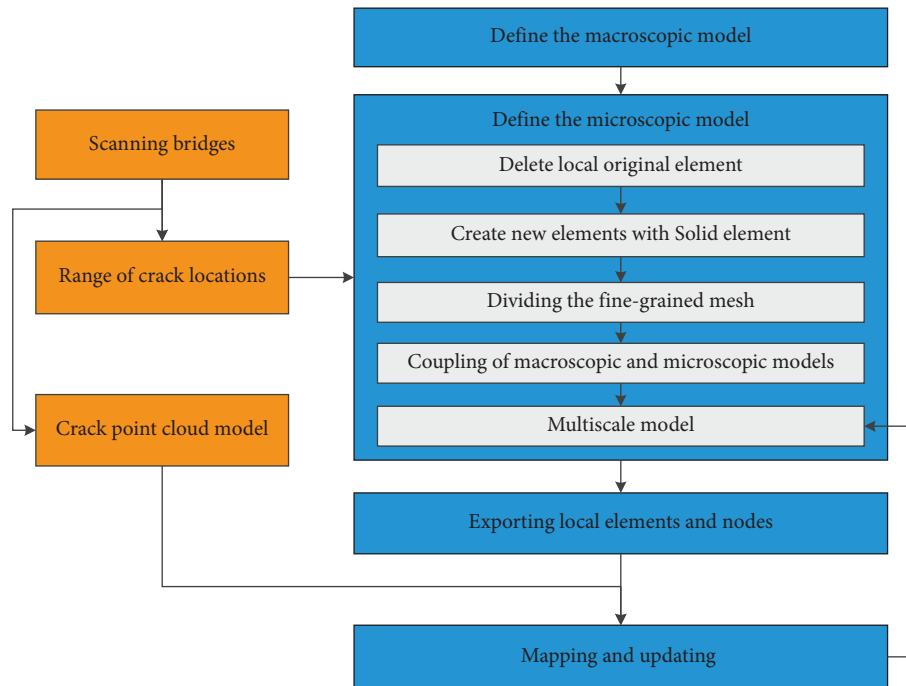 Define the macroscopic model
Define the microscopic model
Delete local original element
Create new elements with Solid element
Dividing the fine-grained mesh
Coupling of macroscopic and microscopic models
Multiscale model
Scanning bridges
Range of crack locations
Crack point cloud model
Exporting local elements and nodes
Mapping and updating